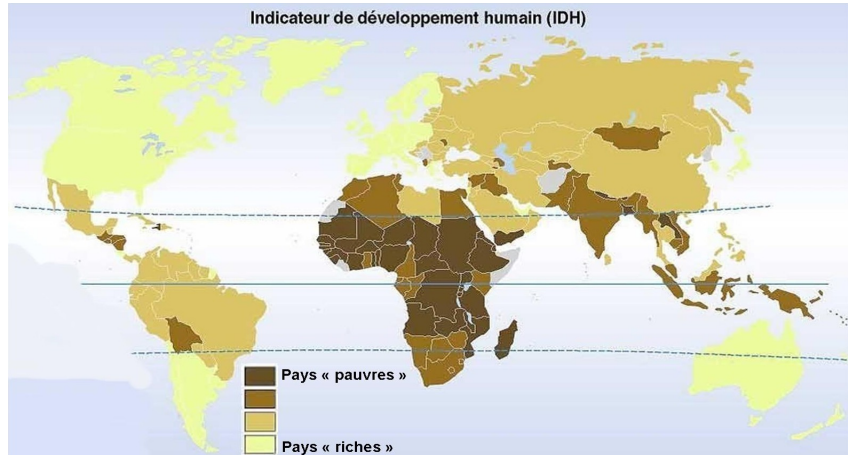 Indicateur de développement humain (IDH)
Pays « pauvres »
Pays « riches »